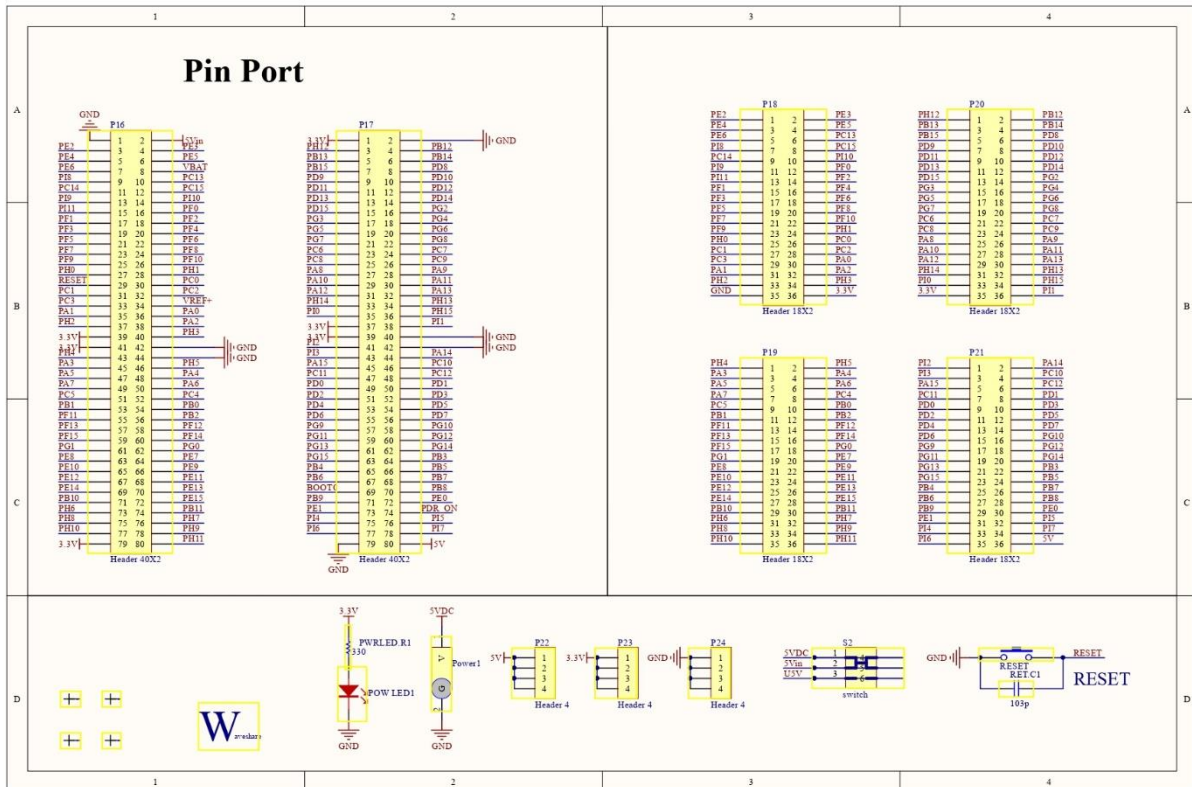 1 2 3 4
A A
B B
C C
D D
Pin Port
P16
GND
1 2 5Vin
PE2 3 4 PE3
PE4 5 6 PE5
PE6 7 8 VBAT
PI8 9 10 PC13
PC14 11 12 PC15
PI9 13 14 PI10
PI11 15 16 PF0
PF1 17 18 PF2
PF3 19 20 PF4
PF5 21 22 PF6
PF7 23 24 PF8
PF9 25 26 PF10
PH0 27 28 PH1
RESET 29 30 PC0
PC1 31 32 PC2
PC3 33 34 VREF+
PA1 35 36 PA0
PH2 37 38 PA2
3.3V 39 40 PH3
3.3V 41 42 GND
PH4 43 44 GND
PA3 45 46 PH5
PA5 47 48 PA4
PA7 49 50 PA6
PC5 51 52 PC4
PB1 53 54 PB0
PF11 55 56 PB2
PF13 57 58 PF12
PF15 59 60 PF14
PG1 61 62 PG0
PE8 63 64 PE7
PE10 65 66 PE9
PE12 67 68 PE11
PE14 69 70 PE13
PB10 71 72 PE15
PH6 73 74 PB11
PH8 75 76 PH7
PH10 77 78 PH9
3.3V 79 80 PH11
Header 40X2
P17
3.3V 1 2 GND
PH12 3 4 PB12
PB13 5 6 PB14
PB15 7 8 PD8
PD9 9 10 PD10
PD11 11 12 PD12
PD13 13 14 PD14
PD15 15 16 PG2
PG3 17 18 PG4
PG5 19 20 PG6
PG7 21 22 PG8
PC6 23 24 PC7
PC8 25 26 PC9
PA8 27 28 PA9
PA10 29 30 PA11
PA12 31 32 PA13
PH14 33 34 PH13
PI0 35 36 PH15
3.3V 37 38 PI1
3.3V 39 40 GND
PI2 41 42 GND
PI3 43 44 PA14
PA15 45 46 PC10
PC11 47 48 PC12
PD0 49 50 PD1
PD2 51 52 PD3
PD4 53 54 PD5
PD6 55 56 PD7
PG9 57 58 PG10
PG11 59 60 PG12
PG13 61 62 PG14
PG15 63 64 PB3
PB4 65 66 PB5
PB6 67 68 PB7
BOOT0 69 70 PB8
PB9 71 72 PE0
PE1 73 74 PDR_ON
PI4 75 76 PI5
PI6 77 78 PI7
79 80 5V
GND
Header 40X2
P18
PE2 1 2 PE3
PE4 3 4 PE5
PE6 5 6 PC13
PI8 7 8 PC15
PC14 9 10 PI10
PI9 11 12 PF0
PI11 13 14 PF2
PF1 15 16 PF4
PF3 17 18 PF6
PF5 19 20 PF8
PF7 21 22 PF10
PF9 23 24 PH1
PH0 25 26 PC0
PC1 27 28 PC2
PC3 29 30 PA0
PA1 31 32 PA2
PH2 33 34 PH3
GND 35 36 3.3V
Header 18X2
P20
PH12 1 2 PB12
PB13 3 4 PB14
PB15 5 6 PD8
PD9 7 8 PD10
PD11 9 10 PD12
PD13 11 12 PD14
PD15 13 14 PG2
PG3 15 16 PG4
PG5 17 18 PG6
PG7 19 20 PG8
PC6 21 22 PC7
PC8 23 24 PC9
PA8 25 26 PA9
PA10 27 28 PA11
PA12 29 30 PA13
PH14 31 32 PH13
PI0 33 34 PH15
3.3V 35 36 PI1
Header 18X2
P19
PH4 1 2 PH5
PA3 3 4 PA4
PA5 5 6 PA6
PA7 7 8 PC4
PC5 9 10 PB0
PB1 11 12 PB2
PF11 13 14 PF12
PF13 15 16 PF14
PF15 17 18 PG0
PG1 19 20 PE7
PE8 21 22 PE9
PE10 23 24 PE11
PE12 25 26 PE13
PE14 27 28 PE15
PB10 29 30 PB11
PH6 31 32 PH7
PH8 33 34 PH9
PH10 35 36 PH11
Header 18X2
P21
PI2 1 2 PA14
PI3 3 4 PC10
PA15 5 6 PC12
PC11 7 8 PD1
PD0 9 10 PD3
PD2 11 12 PD5
PD4 13 14 PD7
PD6 15 16 PG10
PG9 17 18 PG12
PG11 19 20 PG14
PG13 21 22 PB3
PG15 23 24 PB5
PB4 25 26 PB7
PB6 27 28 PB8
PB9 29 30 PE0
PE1 31 32 PI5
PI4 33 34 PI7
PI6 35 36 5V
Header 18X2
Waveshare
3.3V
PWRLED.R1
330
POW LED1
GND
5VDC
V
Power1
G
GND
P22
5V 1
2
3
4
Header 4
P23
3.3V 1
2
3
4
Header 4
P24
GND 1
2
3
4
Header 4
S2
5VDC 1 4
5Vin 2 5
U5V 3 6
switch
GND RESET
RESET
RET.C1
103p
RESET
1 2 3 4